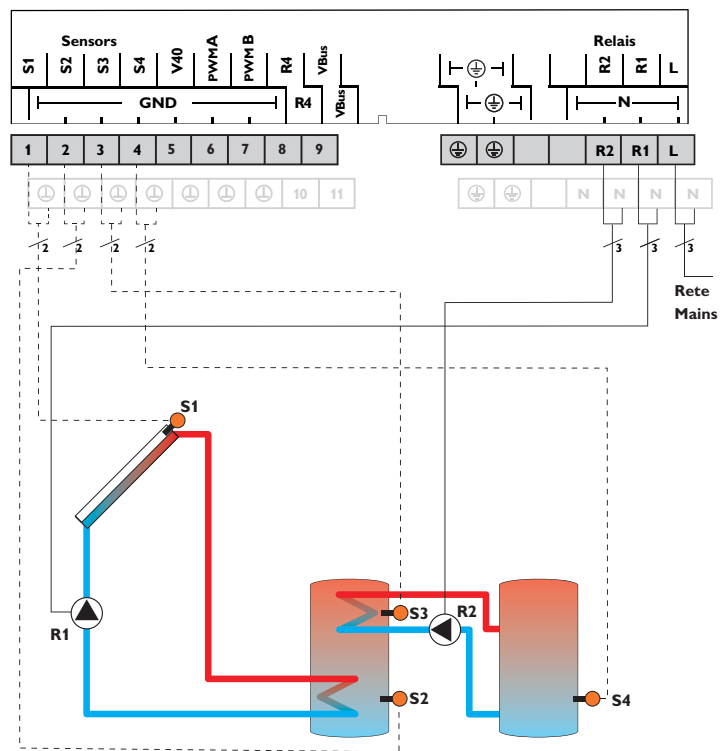 Sensors
Relais
S1 S2 S3 S4 V40 PWM A PWM B R4 VBus
R2 R1 L
GND R4 VBus
N
1 2 3 4 5 6 7 8 9
R2 R1 L
10 11
N N N
2 2 2 2
3 3 3
Rete
Mains
S1
S3
R2
R1
S2
S4